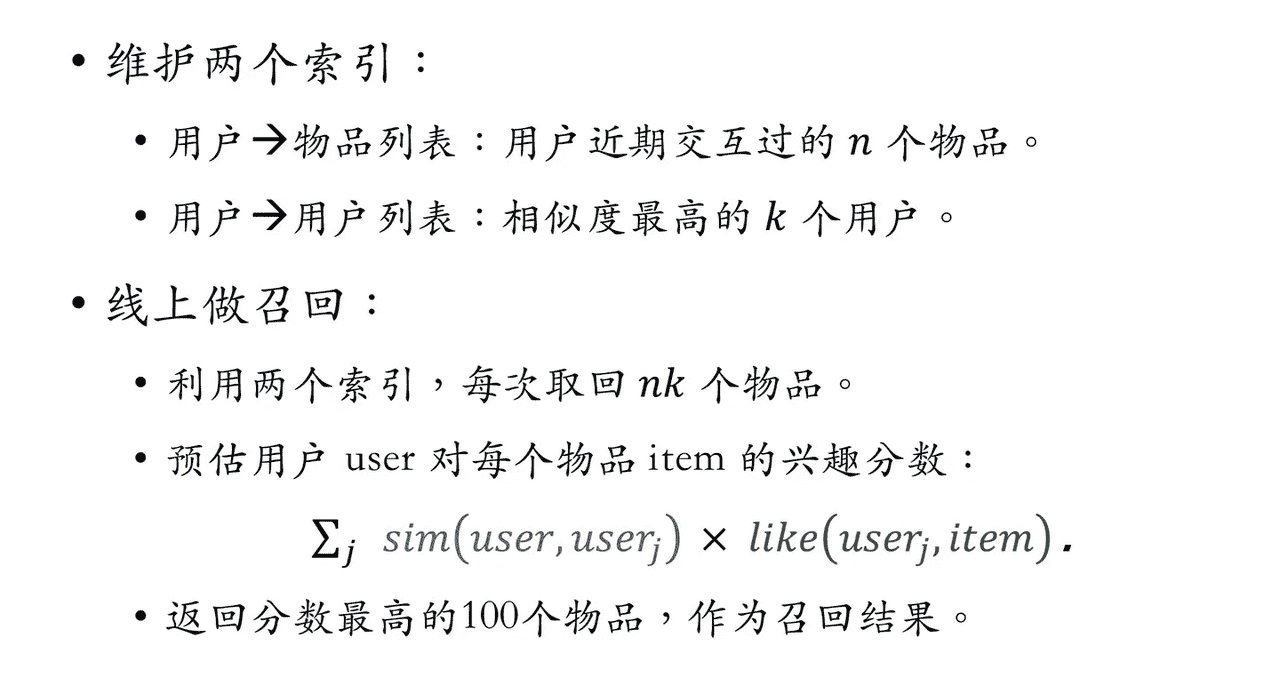 • 维护两个索引：
• 用户→物品列表：用户近期交互过的 n 个物品。
• 用户→用户列表：相似度最高的 k 个用户。
• 线上做召回：
• 利用两个索引，每次取回 nk 个物品。
• 预估用户 user 对每个物品 item 的兴趣分数：
∑ⱼ sim(user, userⱼ) × like(userⱼ, item) .
• 返回分数最高的100个物品，作为召回结果。